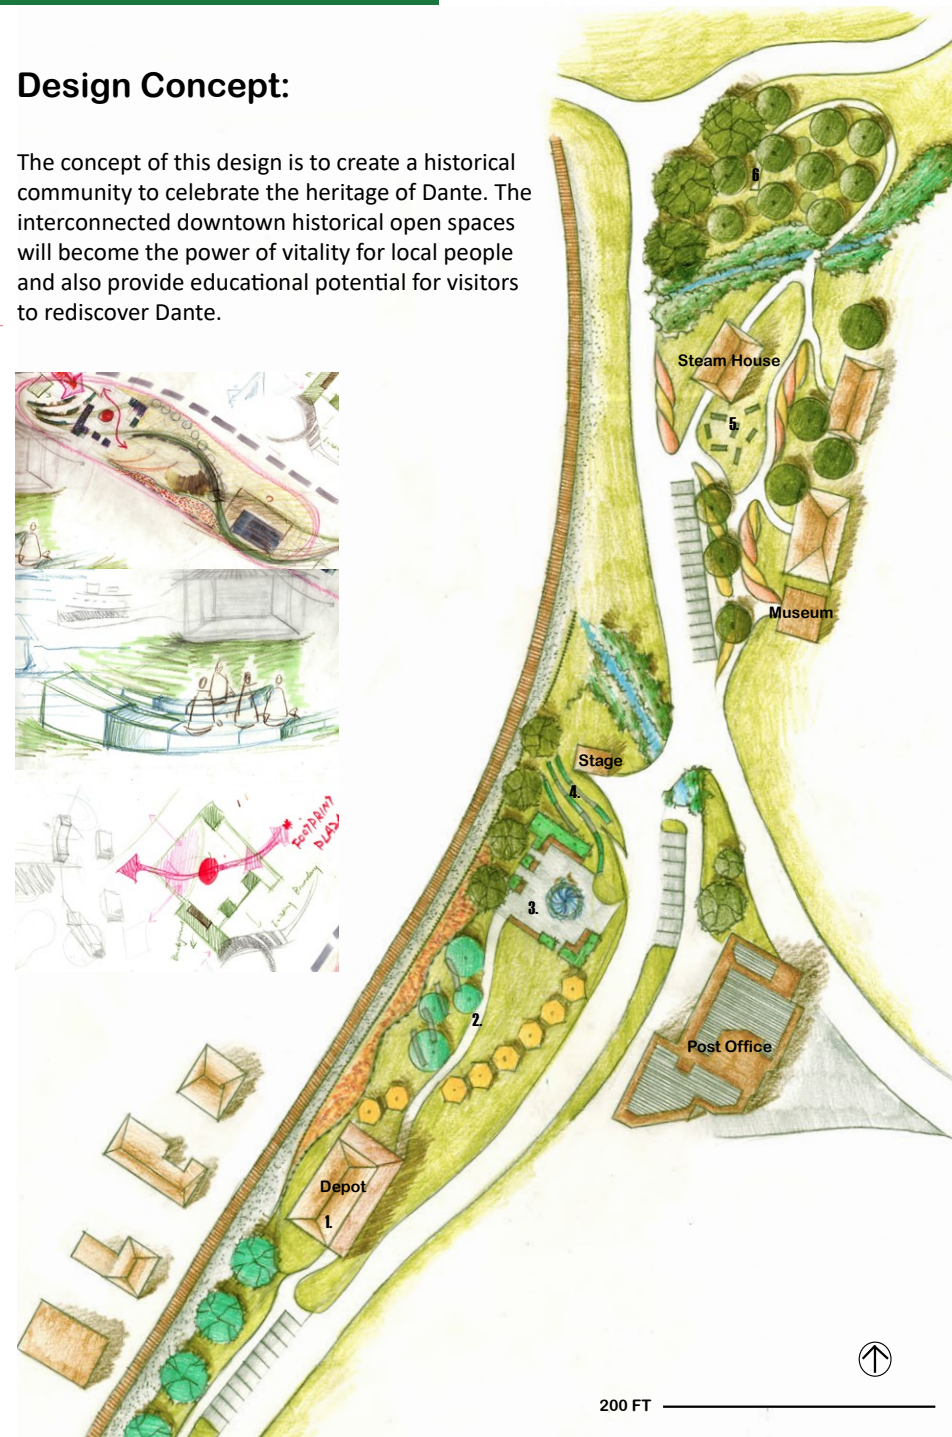 Design Concept:
The concept of this design is to create a historical
community to celebrate the heritage of Dante. The
interconnected downtown historical open spaces
will become the power of vitality for local people
and also provide educational potential for visitors
to rediscover Dante.
6
Steam House
5.
Museum
Stage
4.
FOOTPRINT
3.
2.
Post Office
Depot
1.
200 FT